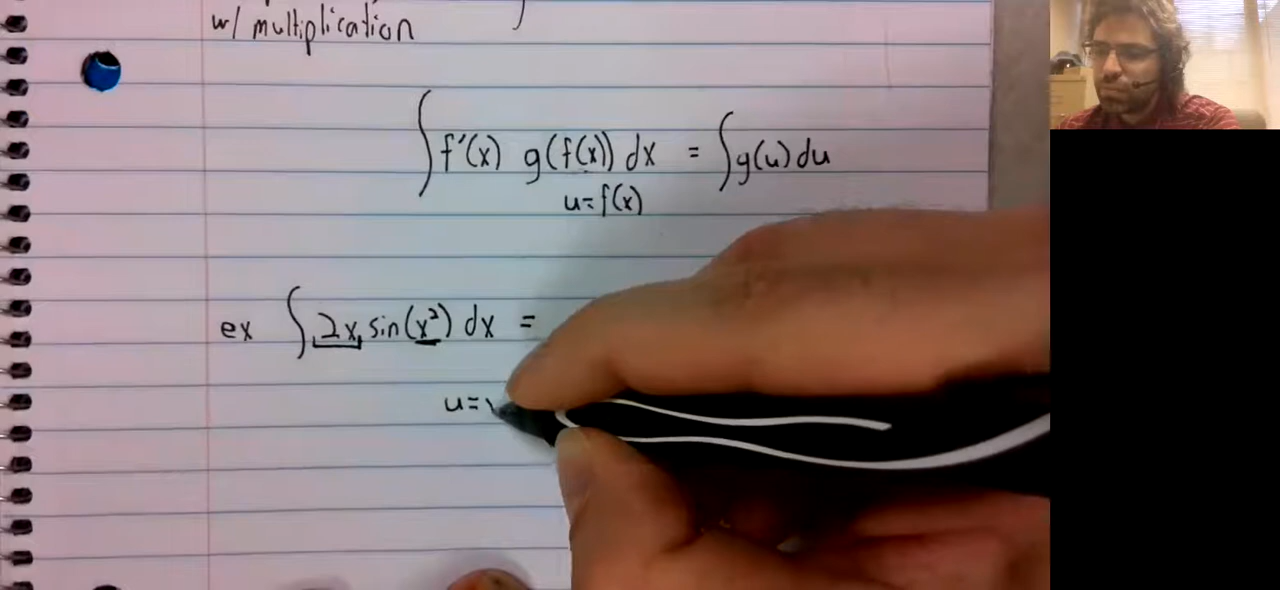 w/ multiplication
∫ f'(x) g(f(x)) dx = ∫ g(u) du
u = f(x)
ex ∫ 2x sin(x²) dx =
u =